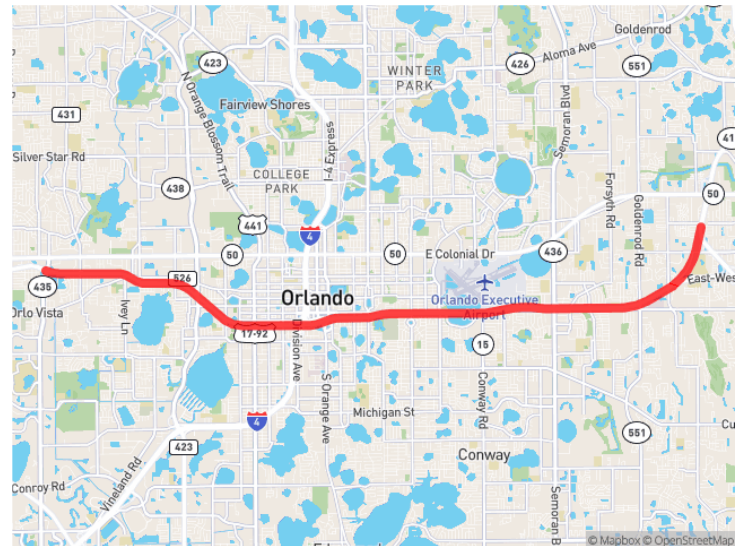 Goldenrod
Aloma Ave
423
426
551
WINTER
PARK
N Orange Blossom Trail
Fairview Shores
Semoran Blvd
431
I-4 Express
41
Silver Star Rd
COLLEGE
PARK
438
Forsyth Rd
Goldenrod Rd
50
441
4
50
50
E Colonial Dr
436
526
435
Orlando
Orlando Executive
Airport
East-Wes
Orlo Vista
Ivey Ln
17-92
Division Ave
15
S Orange Ave
Conway Rd
Michigan St
4
551
423
Cu
Vineland Rd
Conway
Conroy Rd
Semoran B
© Mapbox © OpenStreetMap